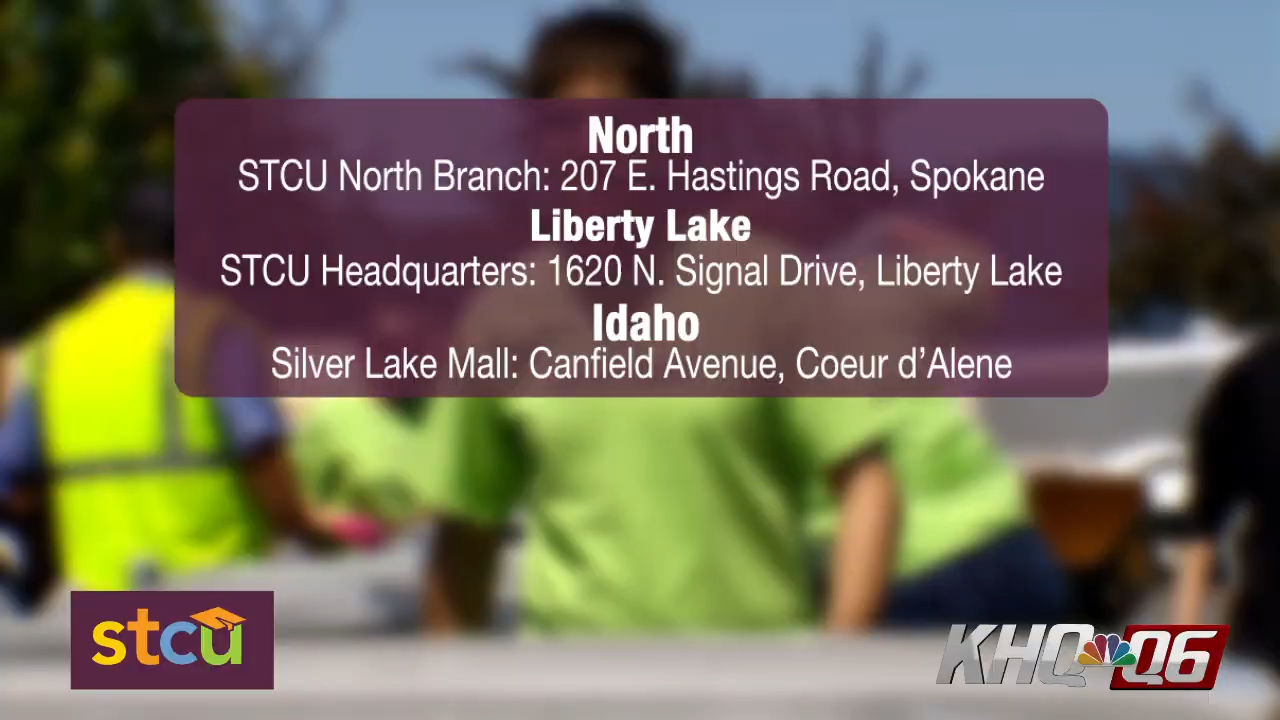 North
STCU North Branch: 207 E. Hastings Road, Spokane
Liberty Lake
STCU Headquarters: 1620 N. Signal Drive, Liberty Lake
Idaho
Silver Lake Mall: Canfield Avenue, Coeur d’Alene
stcu
KHQ Q6